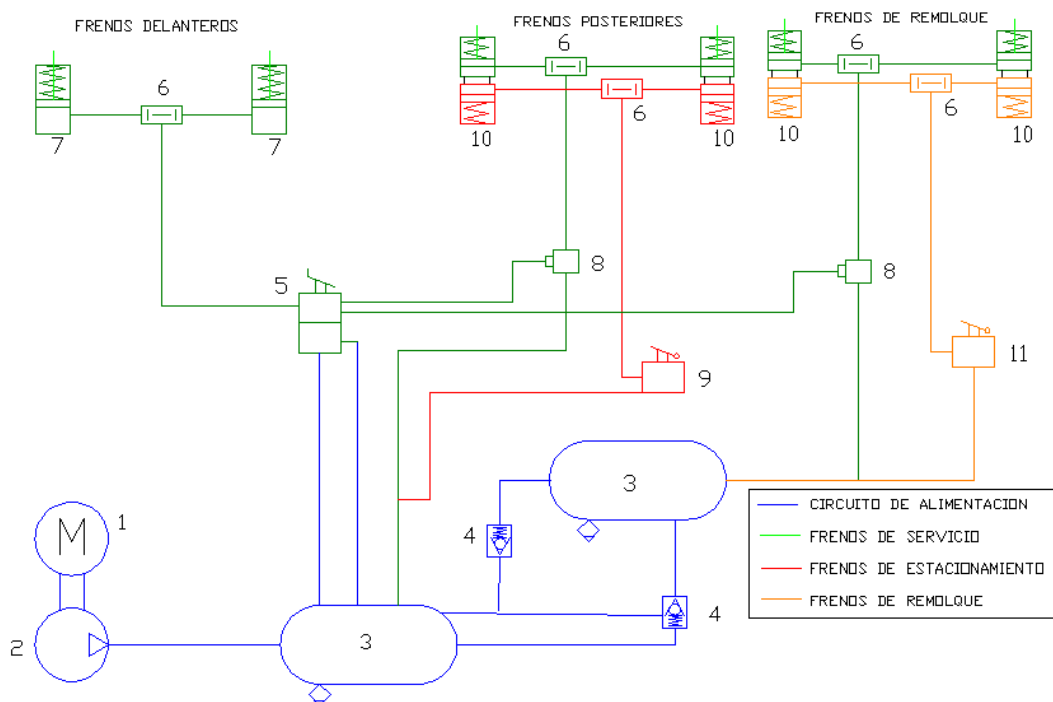 FRENOS DELANTEROS
FRENOS POSTERIORES
FRENOS DE REMOLQUE
6
6
6
6
6
7
7
10
10
10
10
5
8
8
9
11
3
4
1
M
4
2
3
CIRCUITO DE ALIMENTACION
FRENOS DE SERVICIO
FRENOS DE ESTACIONAMIENTO
FRENOS DE REMOLQUE